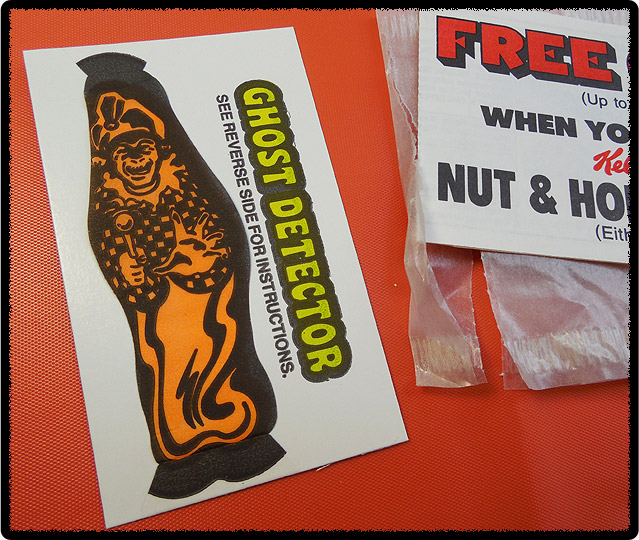 GHOST DETECTOR
SEE REVERSE SIDE FOR INSTRUCTIONS.
FREE
(Up to
WHEN YO
Kel
NUT & HO
(Eith